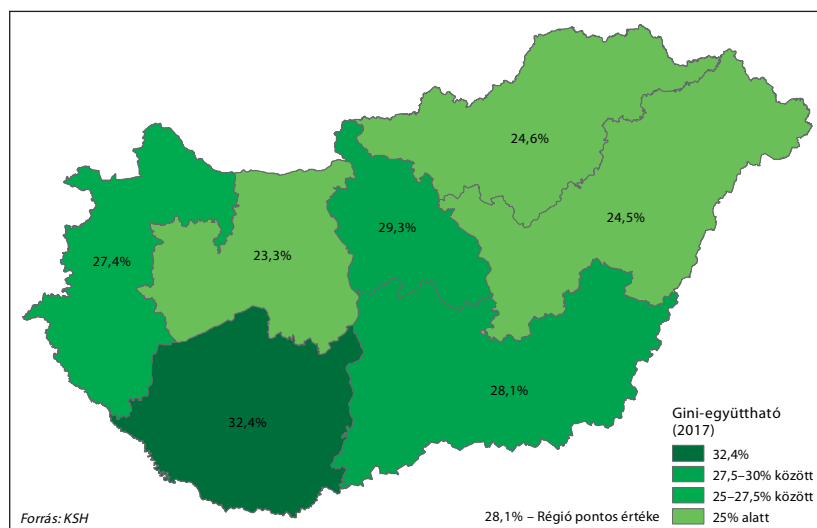 24,6%
24,5%
29,3%
27,4%
23,3%
28,1%
32,4%
Gini-együttható
(2017)
32,4%
27,5–30% között
25–27,5% között
25% alatt
28,1% – Régió pontos értéke
Forrás: KSH